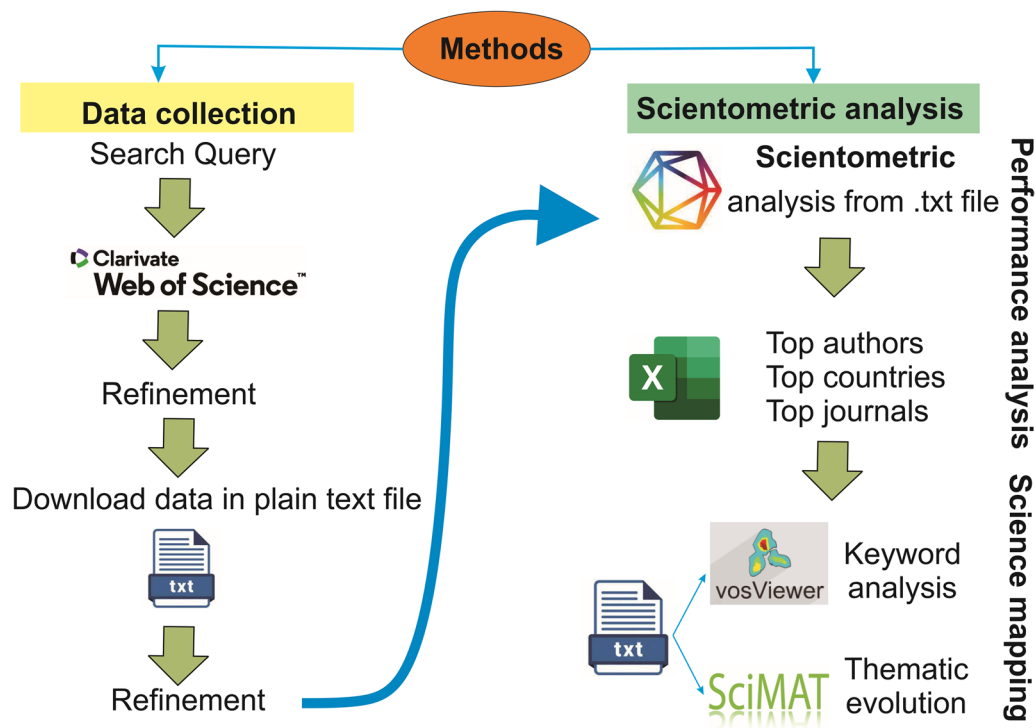 Methods
Data collection
Search Query
Clarivate
Web of Science™
Refinement
Download data in plain text file
txt
Refinement
Scientometric analysis
Scientometric
analysis from .txt file
X
Top authors
Top countries
Top journals
txt
vosViewer
Keyword
analysis
SciMAT
Thematic
evolution
Performance analysis
Science mapping